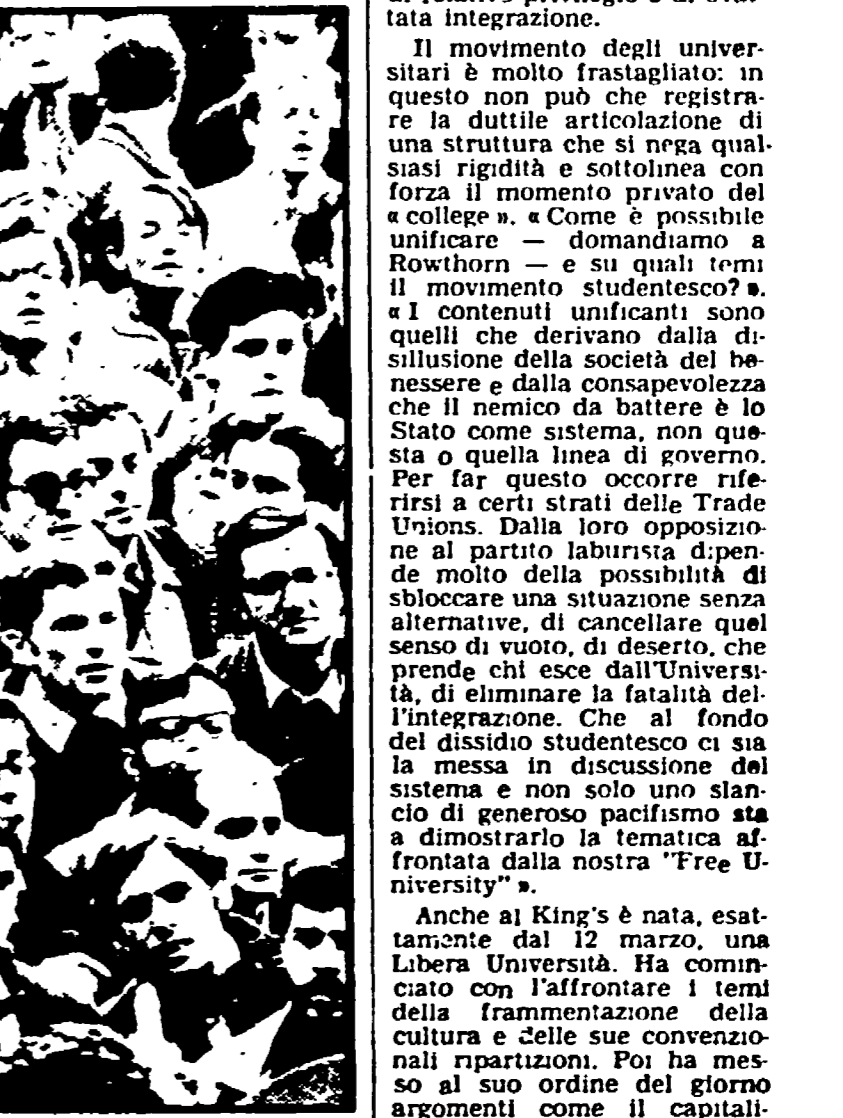 tata integrazione.
Il movimento degli univer-
sitari è molto frastagliato: in
questo non può che registra-
re la duttile articolazione di
una struttura che si nega qual-
siasi rigidità e sottolinea con
forza il momento privato del
« college ». « Come è possibile
unificare — domandiamo a
Rowthorn — e su quali temi
il movimento studentesco? ».
« I contenuti unificanti sono
quelli che derivano dalla di-
sillusione della società del be-
nessere e dalla consapevolezza
che il nemico da battere è lo
Stato come sistema, non que-
sta o quella linea di governo.
Per far questo occorre rife-
rirsi a certi strati delle Trade
Unions. Dalla loro opposizio-
ne al partito laburista dipen-
de molto della possibilità di
sbloccare una situazione senza
alternative, di cancellare quel
senso di vuoto, di deserto, che
prende chi esce dall'Universi-
tà, di eliminare la fatalità del-
l'integrazione. Che al fondo
del dissidio studentesco ci sia
la messa in discussione del
sistema e non solo uno slan-
cio di generoso pacifismo sta
a dimostrarlo la tematica af-
frontata dalla nostra "Free U-
niversity" ».
Anche al King's è nata, esat-
tamente dal 12 marzo, una
Libera Università. Ha comin-
ciato con l'affrontare i temi
della frammentazione della
cultura e delle sue convenzio-
nali ripartizioni. Poi ha mes-
so al suo ordine del giorno
argomenti come il capitali-